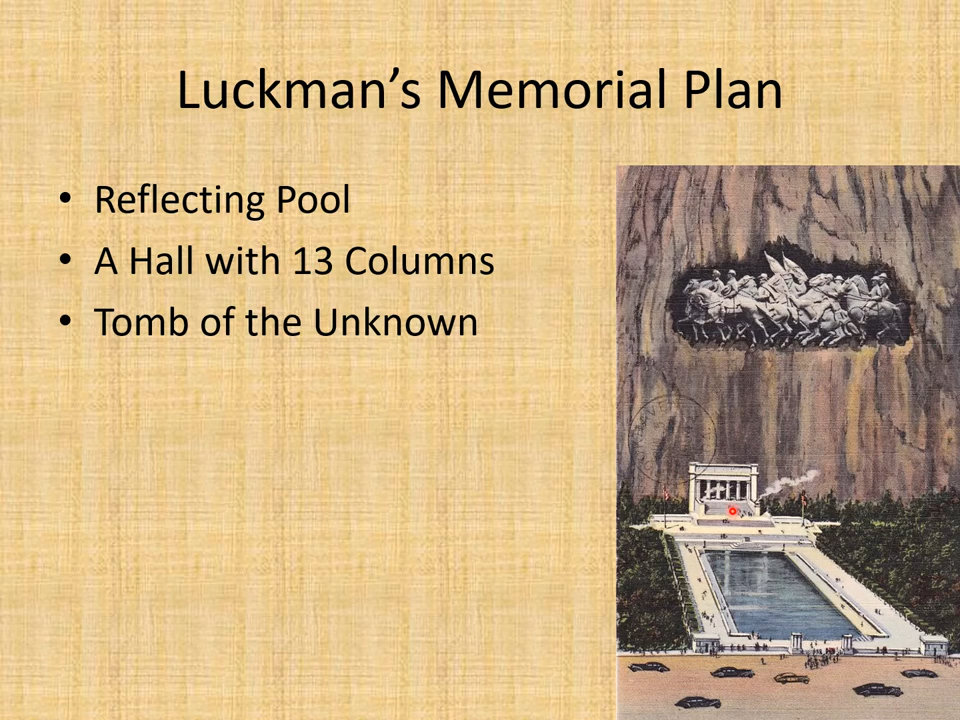 Luckman’s Memorial Plan
• Reflecting Pool
• A Hall with 13 Columns
• Tomb of the Unknown